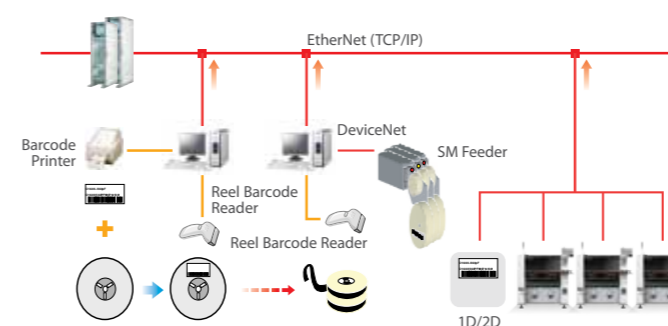 EtherNet (TCP/IP)
DeviceNet
Barcode
Printer
SM Feeder
Reel Barcode
Reader
Reel Barcode Reader
1D/2D